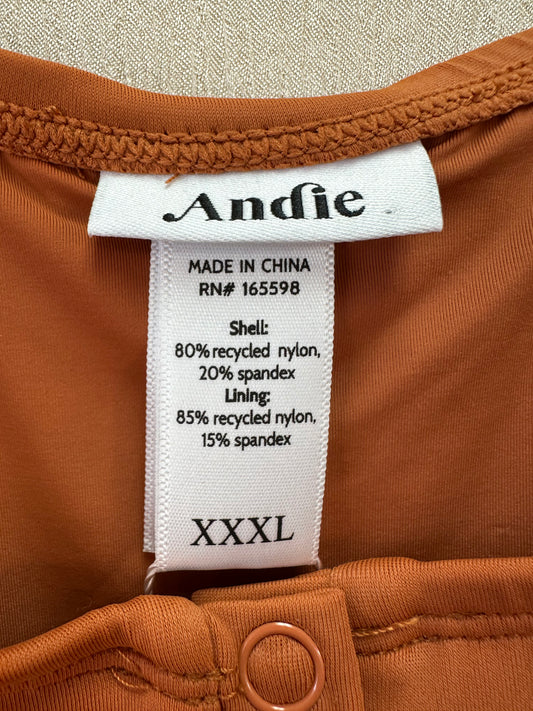 Andie
MADE IN CHINA
RN# 165598
Shell:
80% recycled nylon,
20% spandex
Lining:
85% recycled nylon,
15% spandex
XXXL